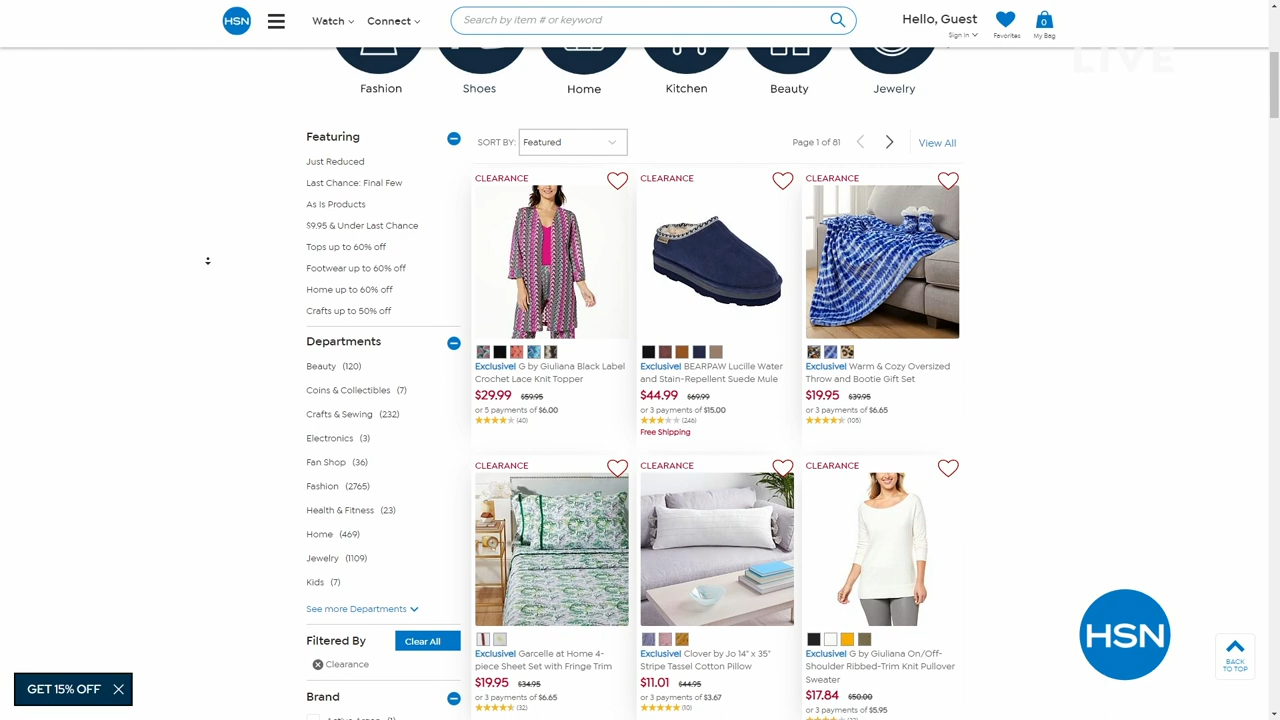 HSN
Watch
Connect
Search by item # or keyword
Hello, Guest
Sign In
Favorites
0
My Bag
LIVE
Fashion
Shoes
Home
Kitchen
Beauty
Jewelry
Featuring
Just Reduced
Last Chance: Final Few
As Is Products
$9.95 & Under Last Chance
Tops up to 60% off
Footwear up to 60% off
Home up to 60% off
Crafts up to 50% off
Departments
Beauty (120)
Coins & Collectibles (7)
Crafts & Sewing (232)
Electronics (3)
Fan Shop (36)
Fashion (2765)
Health & Fitness (23)
Home (469)
Jewelry (1109)
Kids (7)
See more Departments
Filtered By
Clear All
Clearance
Brand
SORT BY:
Featured
Page 1 of 81
View All
CLEARANCE
Exclusive! G by Giuliana Black Label
Crochet Lace Knit Topper
$29.99 $59.95
or 5 payments of $6.00
(40)
CLEARANCE
Exclusive! BEARPAW Lucille Water
and Stain-Repellent Suede Mule
$44.99 $69.99
or 3 payments of $15.00
(246)
Free Shipping
CLEARANCE
Exclusive! Warm & Cozy Oversized
Throw and Bootie Gift Set
$19.95 $39.95
or 3 payments of $6.65
(105)
CLEARANCE
Exclusive! Garcelle at Home 4-
piece Sheet Set with Fringe Trim
$19.95 $34.95
or 3 payments of $6.65
(32)
CLEARANCE
Exclusive! Clover by Jo 14" x 35"
Stripe Tassel Cotton Pillow
$11.01 $44.95
or 3 payments of $3.67
(10)
CLEARANCE
Exclusive! G by Giuliana On/Off-
Shoulder Ribbed-Trim Knit Pullover
Sweater
$17.84 $50.00
or 3 payments of $5.95
GET 15% OFF
HSN
BACK
TO TOP